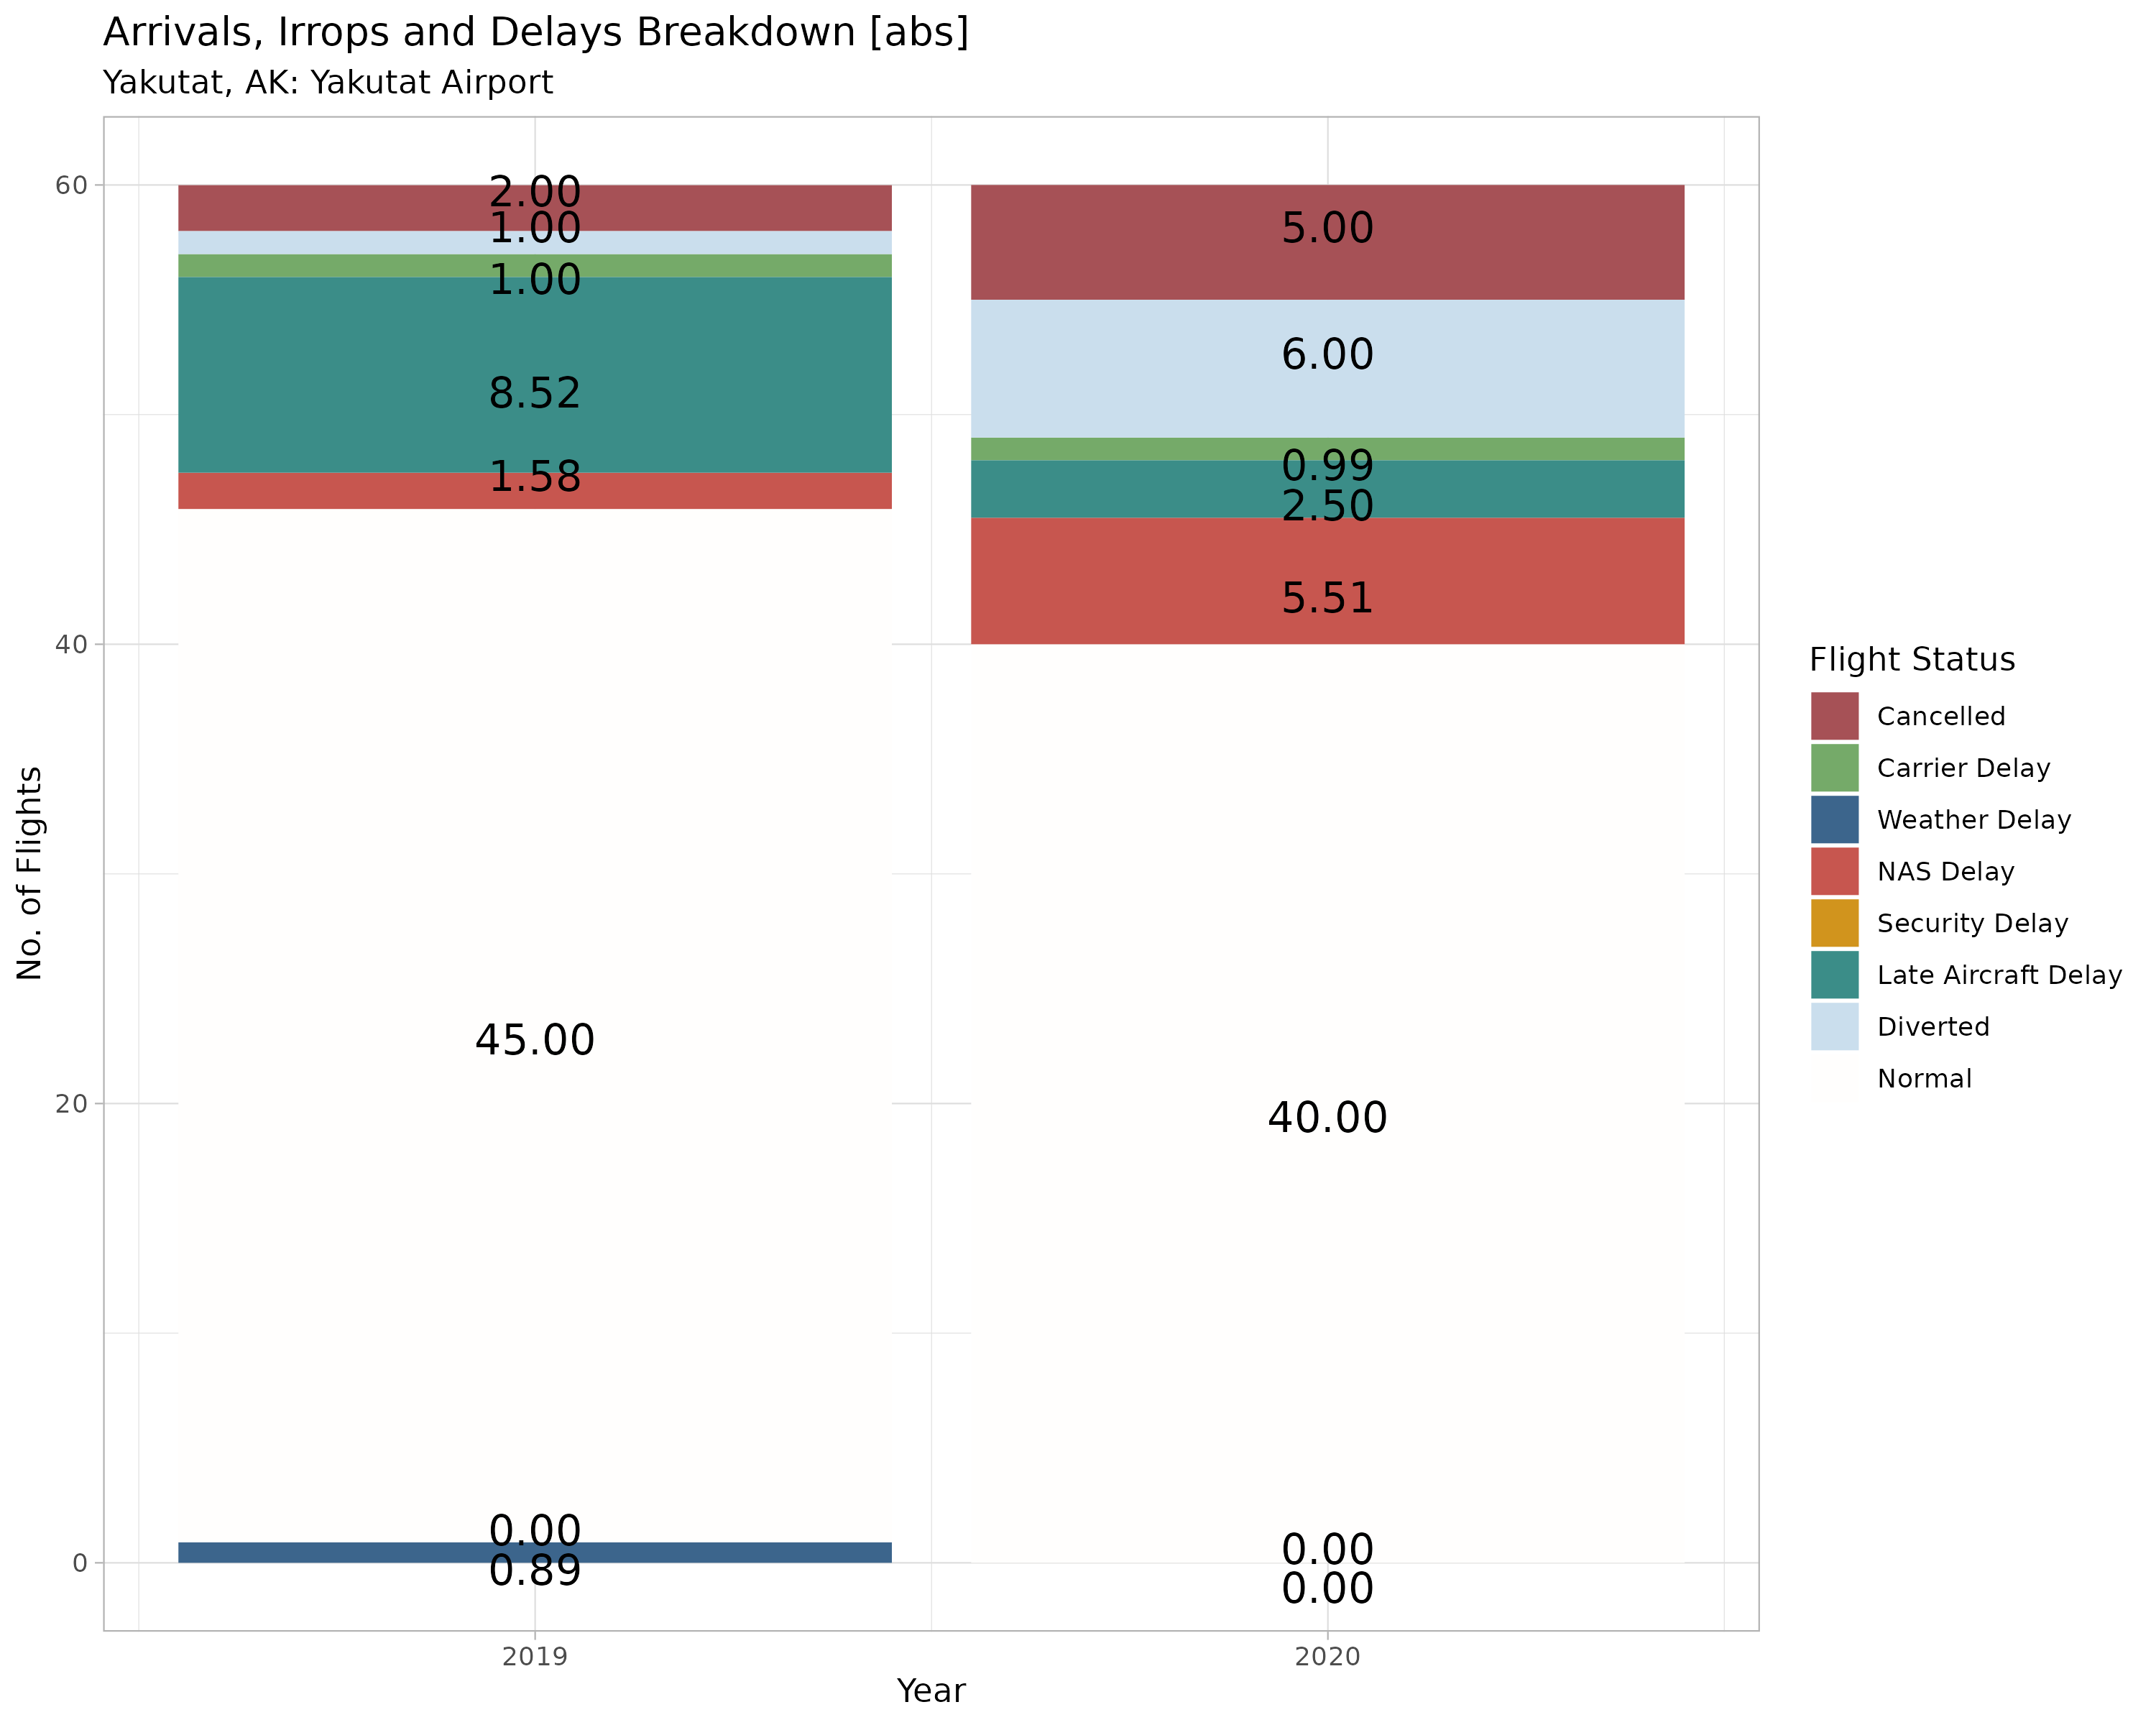 Arrivals, Irrops and Delays Breakdown [abs]
Yakutat, AK: Yakutat Airport
No. of Flights
60
40
20
0
2.00
1.00
1.00
8.52
1.58
45.00
0.00
0.89
5.00
6.00
0.99
2.50
5.51
40.00
0.00
0.00
2019
2020
Year
Flight Status
Cancelled
Carrier Delay
Weather Delay
NAS Delay
Security Delay
Late Aircraft Delay
Diverted
Normal